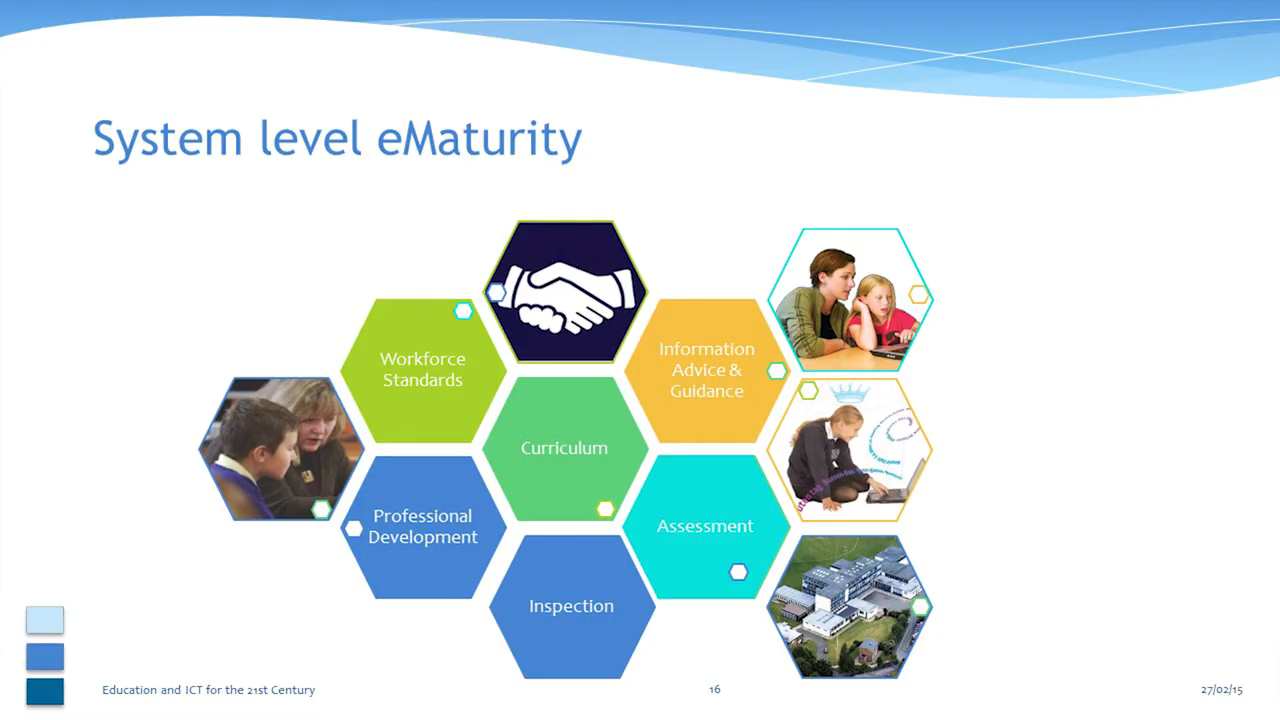 System level eMaturity
Workforce
Standards
Information
Advice &
Guidance
Curriculum
Professional
Development
Assessment
Inspection
Education and ICT for the 21st Century
16
27/02/15